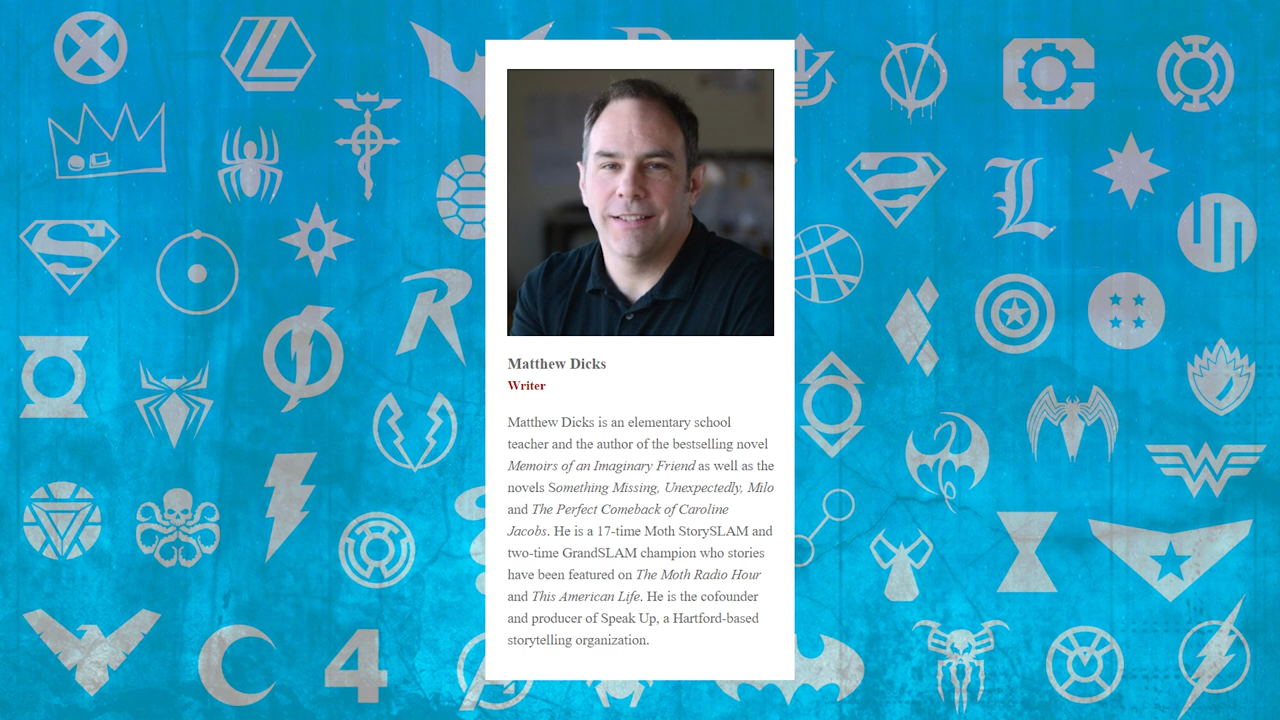 Matthew Dicks
Writer
Matthew Dicks is an elementary school
teacher and the author of the bestselling novel
Memoirs of an Imaginary Friend as well as the
novels Something Missing, Unexpectedly, Milo
and The Perfect Comeback of Caroline
Jacobs. He is a 17-time Moth StorySLAM and
two-time GrandSLAM champion who stories
have been featured on The Moth Radio Hour
and This American Life. He is the cofounder
and producer of Speak Up, a Hartford-based
storytelling organization.